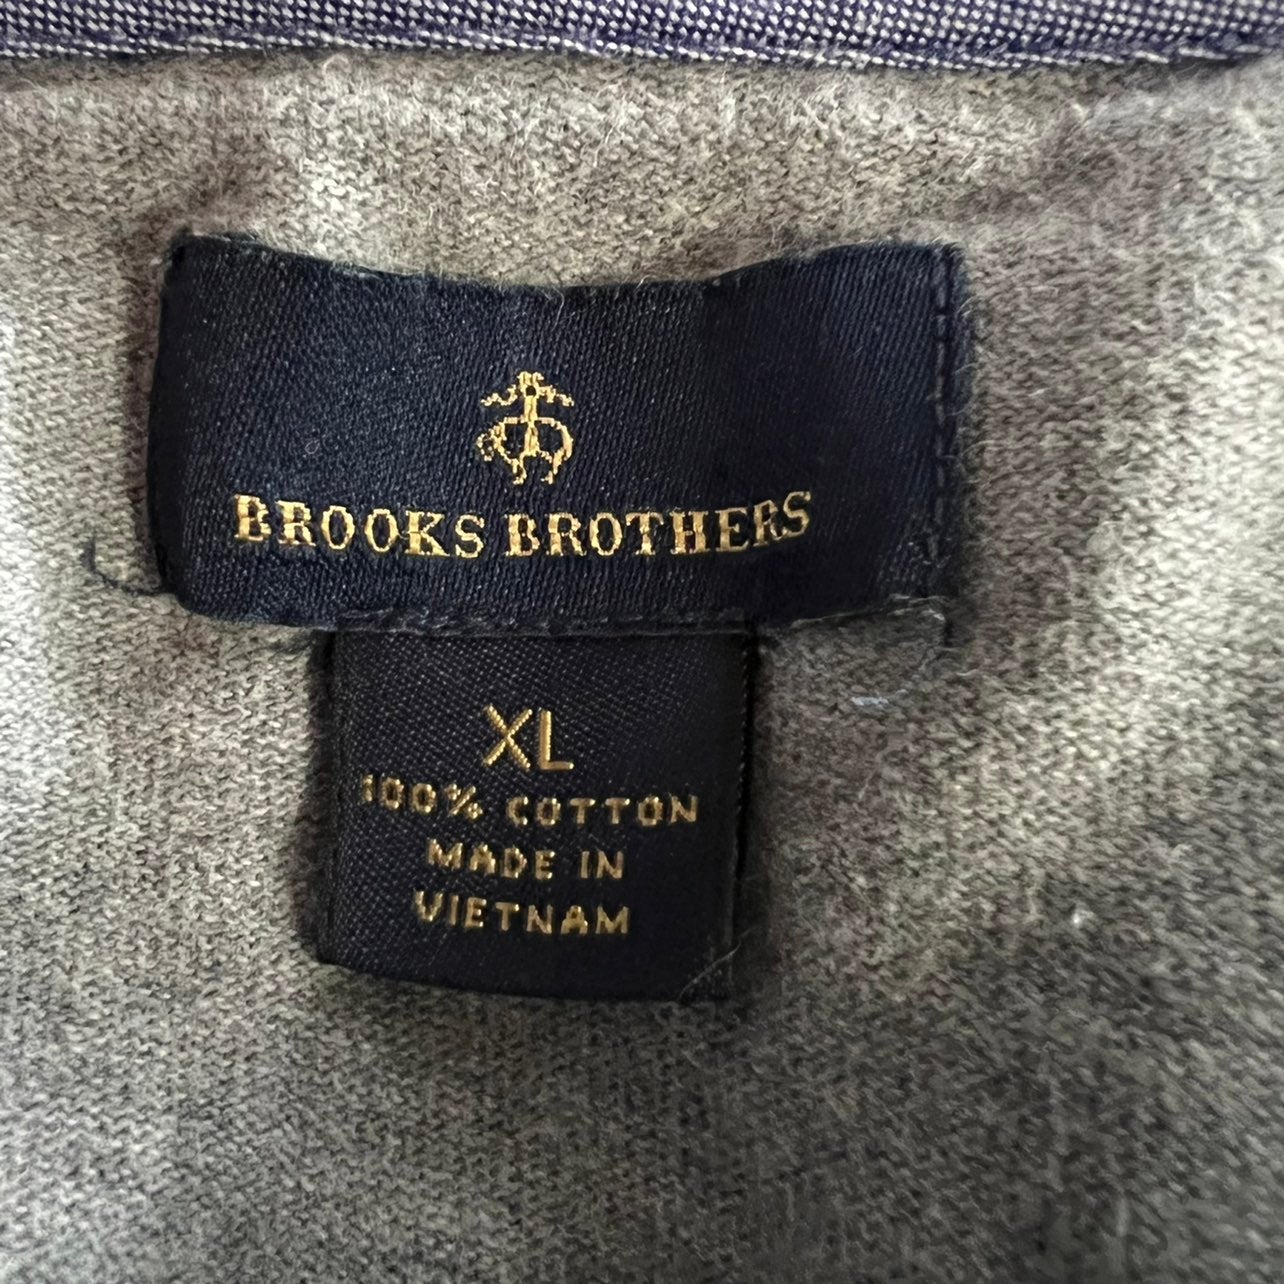 BROOKS BROTHERS
XL
100% COTTON
MADE IN
VIETNAM